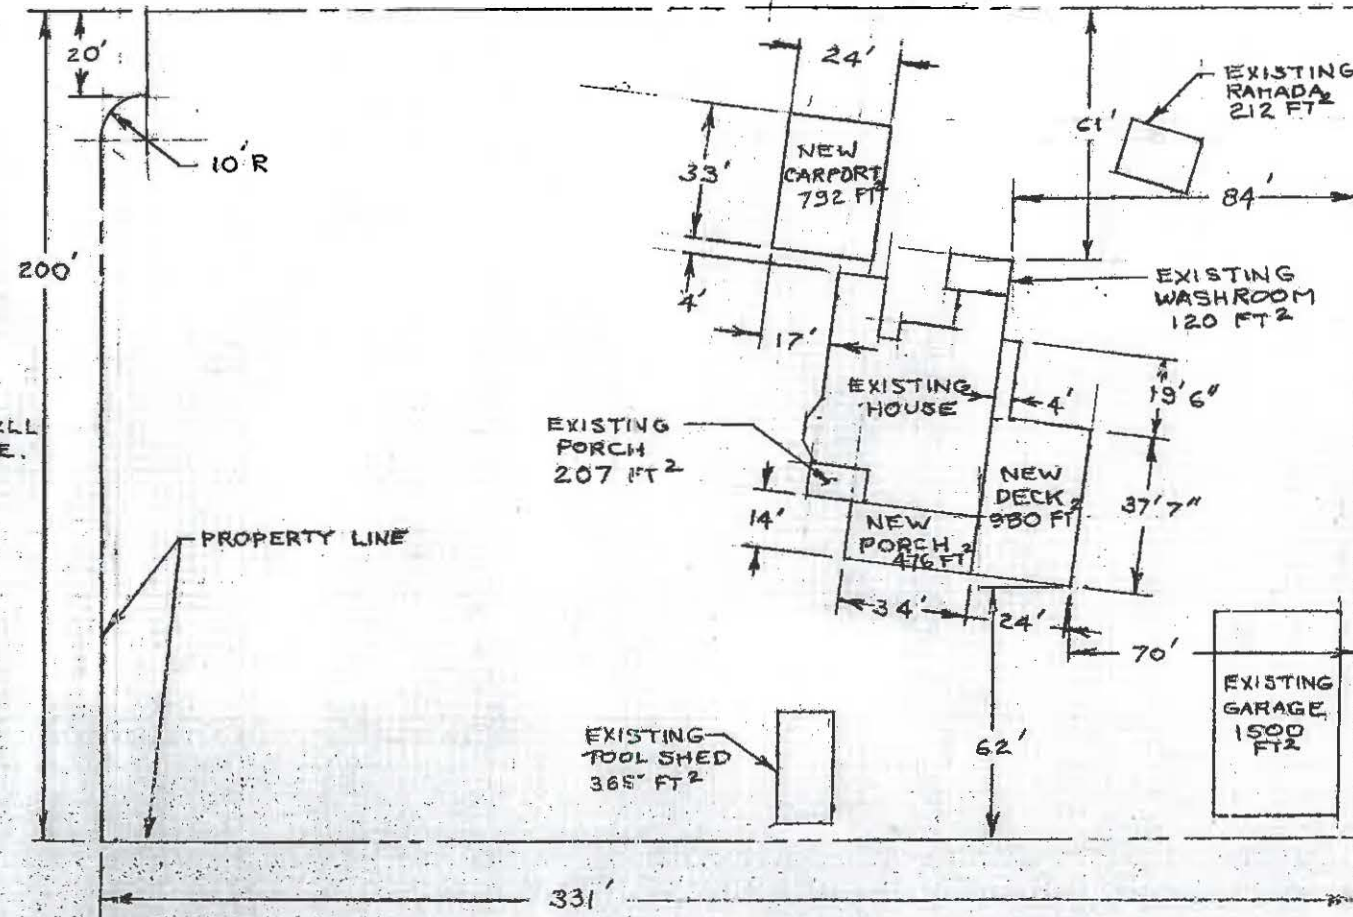 20'
24'
EXISTING
RAMADA
212 FT²
61'
10'R
33'
NEW
CARPORT
792 FT²
84'
200'
4'
EXISTING
WASHROOM
120 FT²
17'
EXISTING
HOUSE
4'
19'6"
E.
EXISTING
PORCH
207 FT²
NEW
DECK
980 FT²
37'7"
14'
NEW
PORCH
476 FT²
PROPERTY LINE
34'
24'
70'
EXISTING
GARAGE
1500
FT²
EXISTING
TOOL SHED
365 FT²
62'
331'